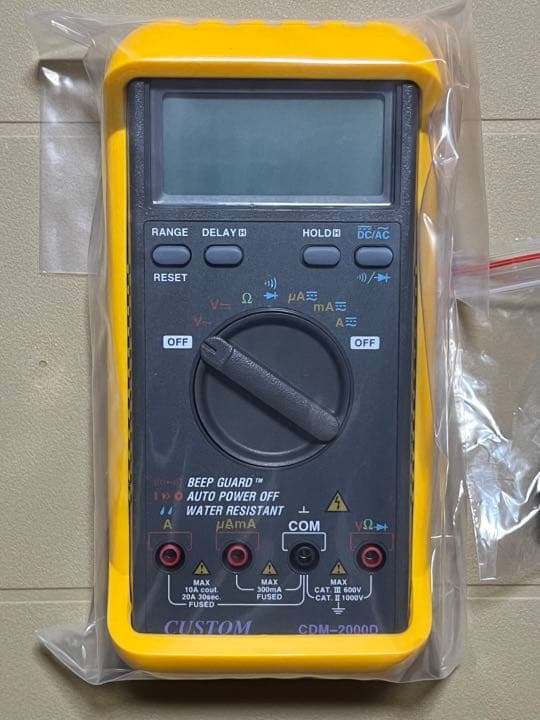 RANGE DELAY H HOLD H DC/AC
RESET
Ω µA mA
V V A
OFF OFF
BEEP GUARD™
AUTO POWER OFF
WATER RESISTANT
A µAmA COM VΩ
MAX 10A cout. 20A 30sec. FUSED
MAX 300mA FUSED
MAX CAT. III 600V CAT. II 1000V
CUSTOM CDM-2000D